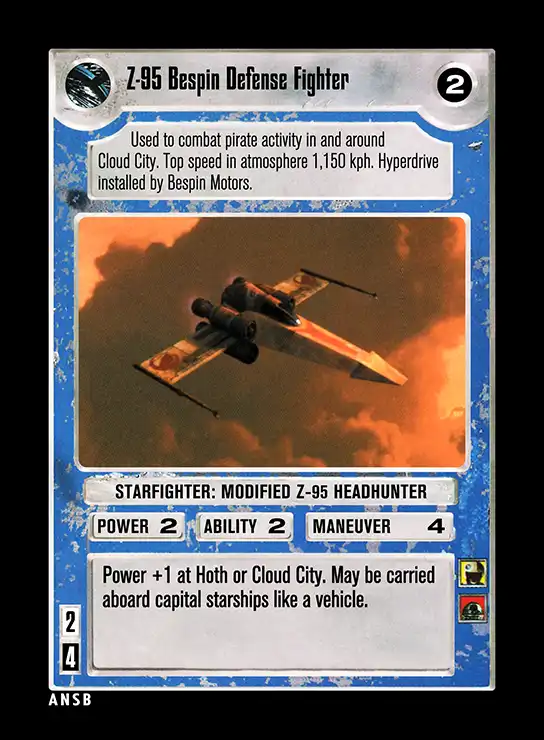 Z-95 Bespin Defense Fighter
2
Used to combat pirate activity in and around
Cloud City. Top speed in atmosphere 1,150 kph. Hyperdrive
installed by Bespin Motors.
STARFIGHTER: MODIFIED Z-95 HEADHUNTER
POWER 2 ABILITY 2 MANEUVER 4
Power +1 at Hoth or Cloud City. May be carried
aboard capital starships like a vehicle.
2
4
ANSB